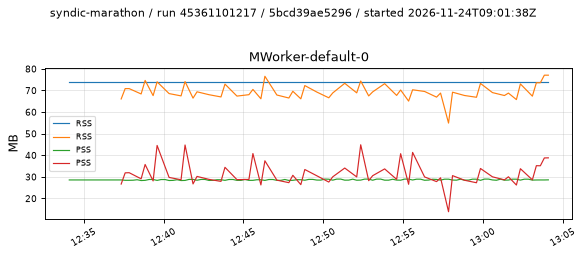 syndic-marathon / run 45361101217 / 5bcd39ae5296 / started 2026-11-24T09:01:38Z
MWorker-default-0
MB
80
70
60
50
40
30
20
RSS
RSS
PSS
PSS
12:35
12:40
12:45
12:50
12:55
13:00
13:05